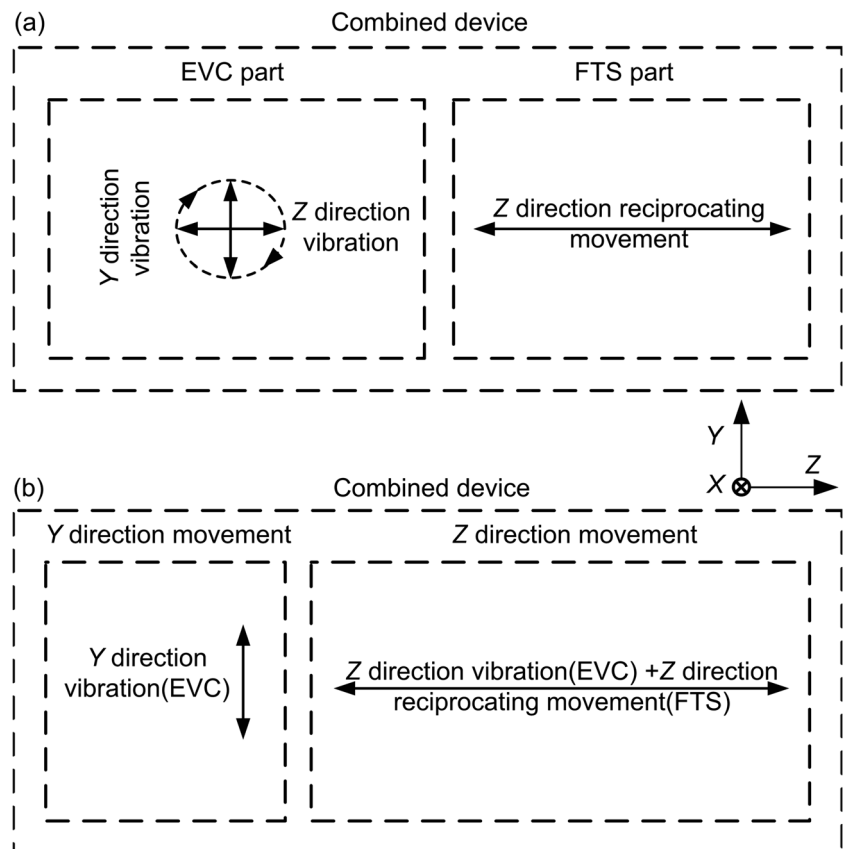 (a)
Combined device
EVC part
FTS part
Y direction
vibration
Z direction
vibration
Z direction reciprocating
movement
Y
X
Z
(b)
Combined device
Y direction movement
Z direction movement
Y direction
vibration(EVC)
Z direction vibration(EVC) +Z direction
reciprocating movement(FTS)